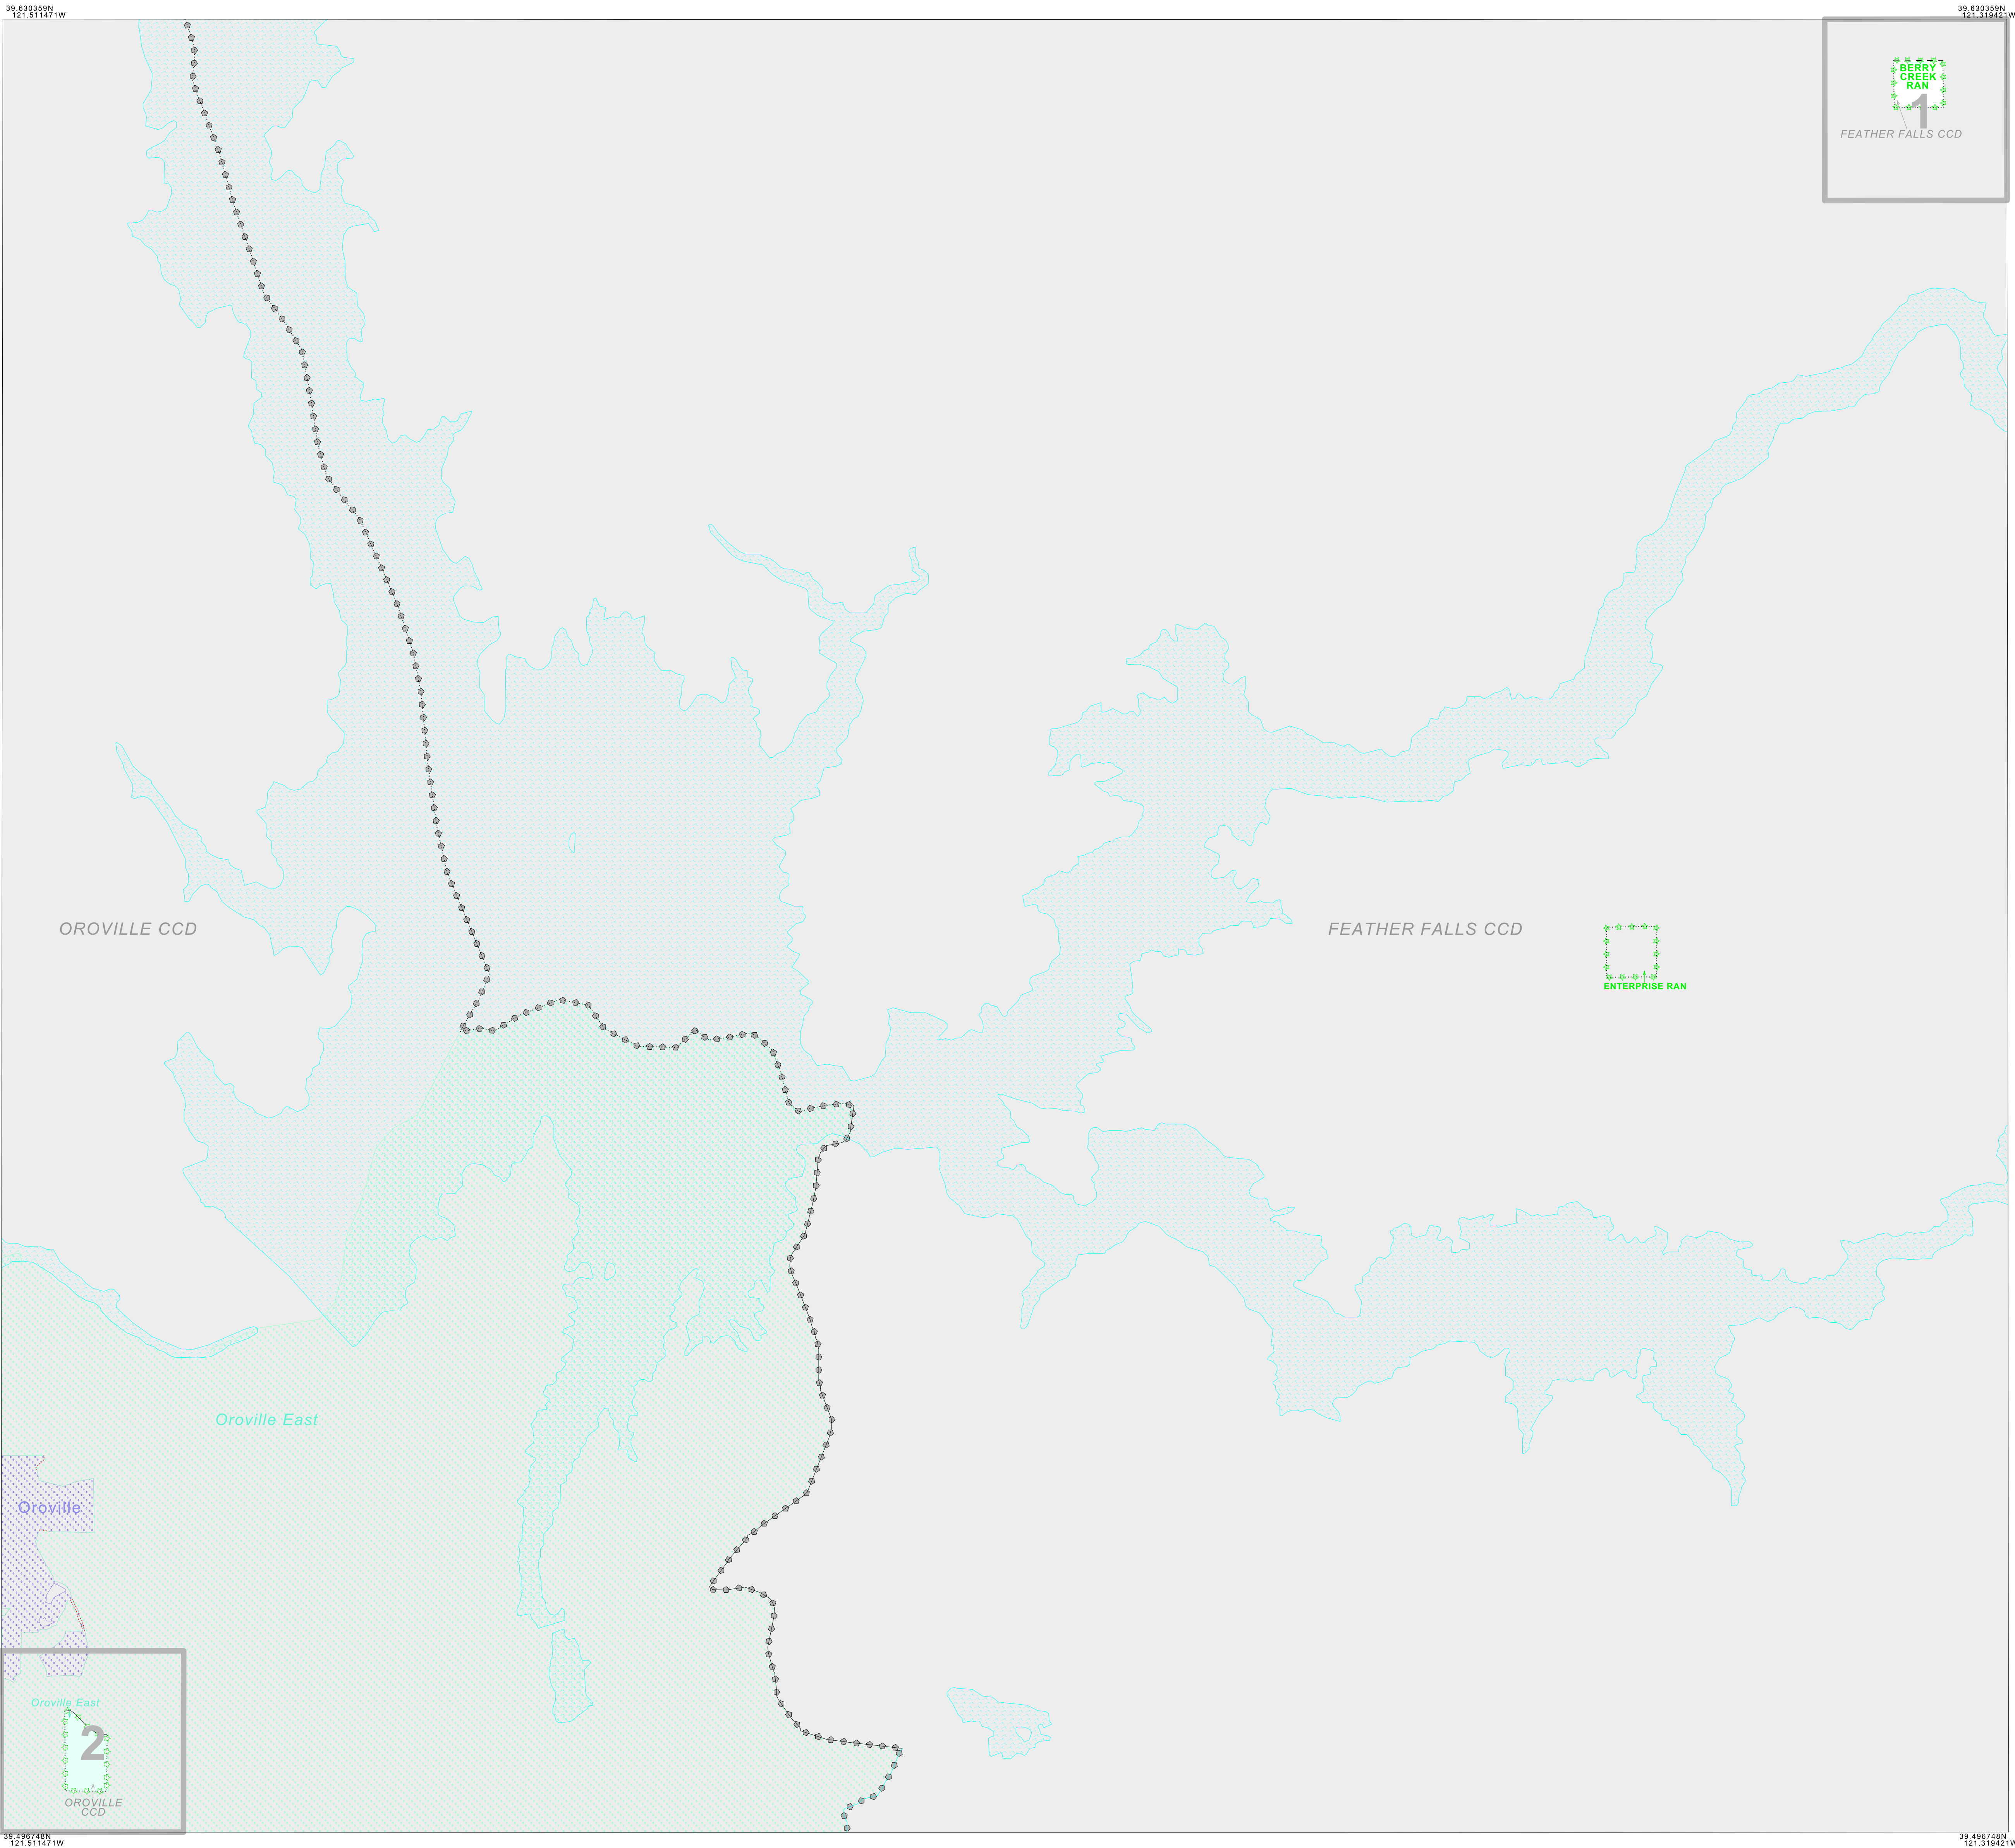 39.630359N
121.511471W
39.630359N
121.319421W
BERRY
CREEK
RAN
1
FEATHER FALLS CCD
OROVILLE CCD
FEATHER FALLS CCD
ENTERPRISE RAN
Oroville East
Oroville
Oroville East
2
OROVILLE
CCD
39.496748N
121.511471W
39.496748N
121.319421W